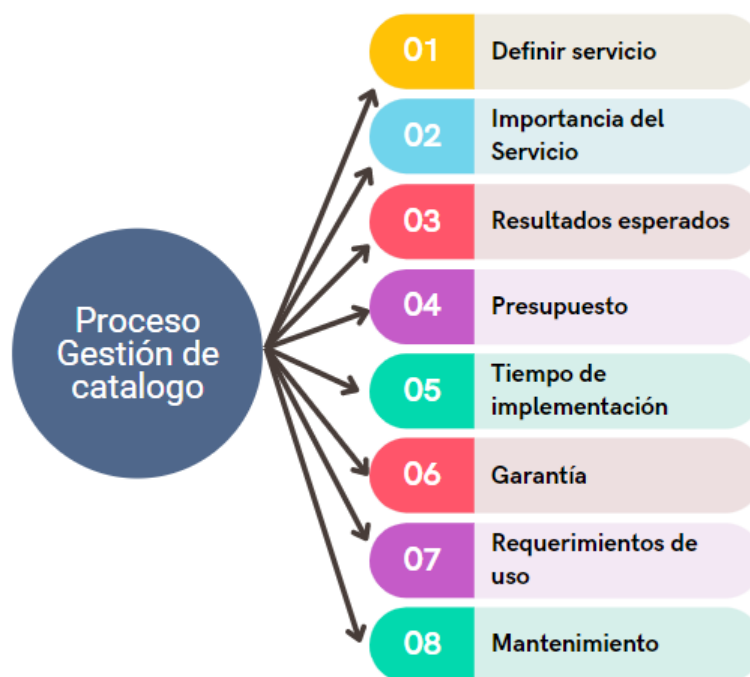 Proceso
Gestión de
catalogo
01
Definir servicio
02
Importancia del
Servicio
03
Resultados esperados
04
Presupuesto
05
Tiempo de
implementación
06
Garantía
07
Requerimientos de
uso
08
Mantenimiento